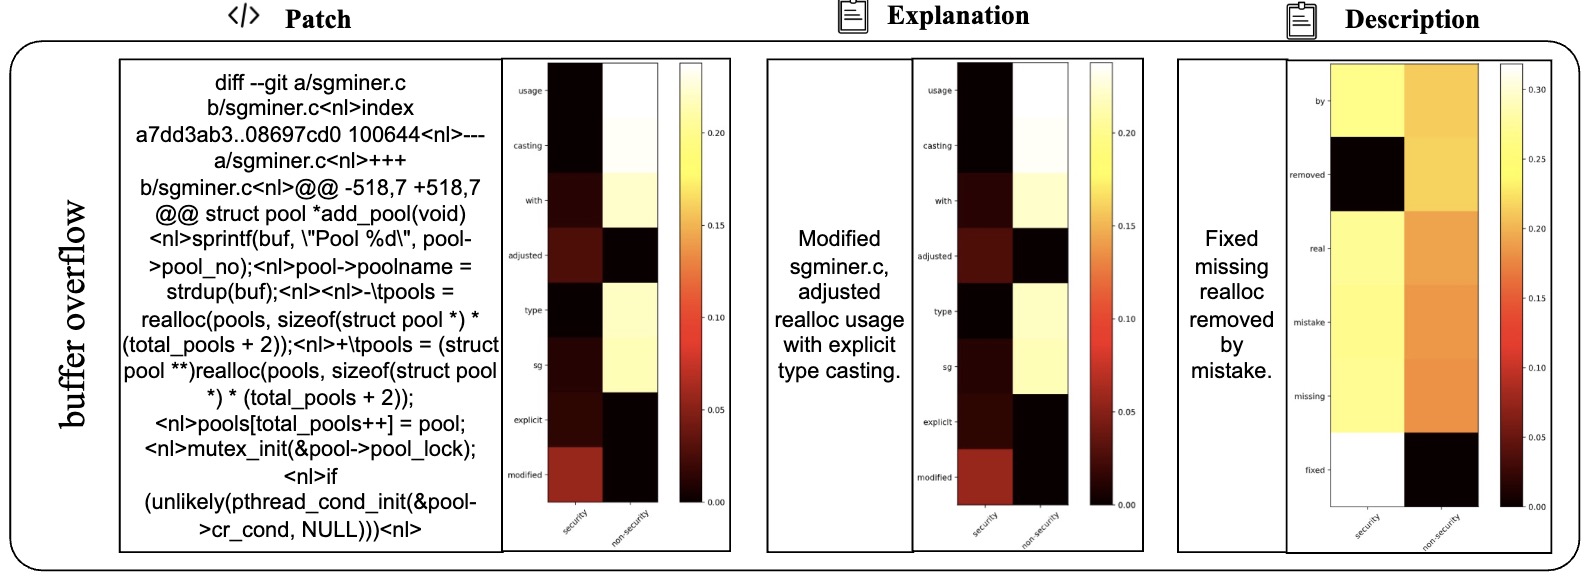 </> Patch
Explanation
Description
buffer overflow
diff --git a/sgminer.c
b/sgminer.c<nl>index
a7dd3ab3..08697cd0 100644<nl>---
a/sgminer.c<nl>+++
b/sgminer.c<nl>@@ -518,7 +518,7
@@ struct pool *add_pool(void)
<nl>sprintf(buf, \"Pool %d\", pool-
>pool_no);<nl>pool->poolname =
strdup(buf);<nl><nl>-\tpools =
realloc(pools, sizeof(struct pool *) *
(total_pools + 2));<nl>+\tpools = (struct
pool **)realloc(pools, sizeof(struct pool
*) * (total_pools + 2));
<nl>pools[total_pools++] = pool;
<nl>mutex_init(&pool->pool_lock);
<nl>if
(unlikely(pthread_cond_init(&pool-
>cr_cond, NULL)))<nl>
usage
casting
with
adjusted
type
sg
explicit
modified
security
non-security
0.20
0.15
0.10
0.05
0.00
Modified
sgminer.c,
adjusted
realloc usage
with explicit
type casting.
usage
casting
with
adjusted
type
sg
explicit
modified
security
non-security
0.20
0.15
0.10
0.05
0.00
Fixed
missing
realloc
removed
by
mistake.
by
removed
real
mistake
missing
fixed
security
non-security
0.30
0.25
0.20
0.15
0.10
0.05
0.00